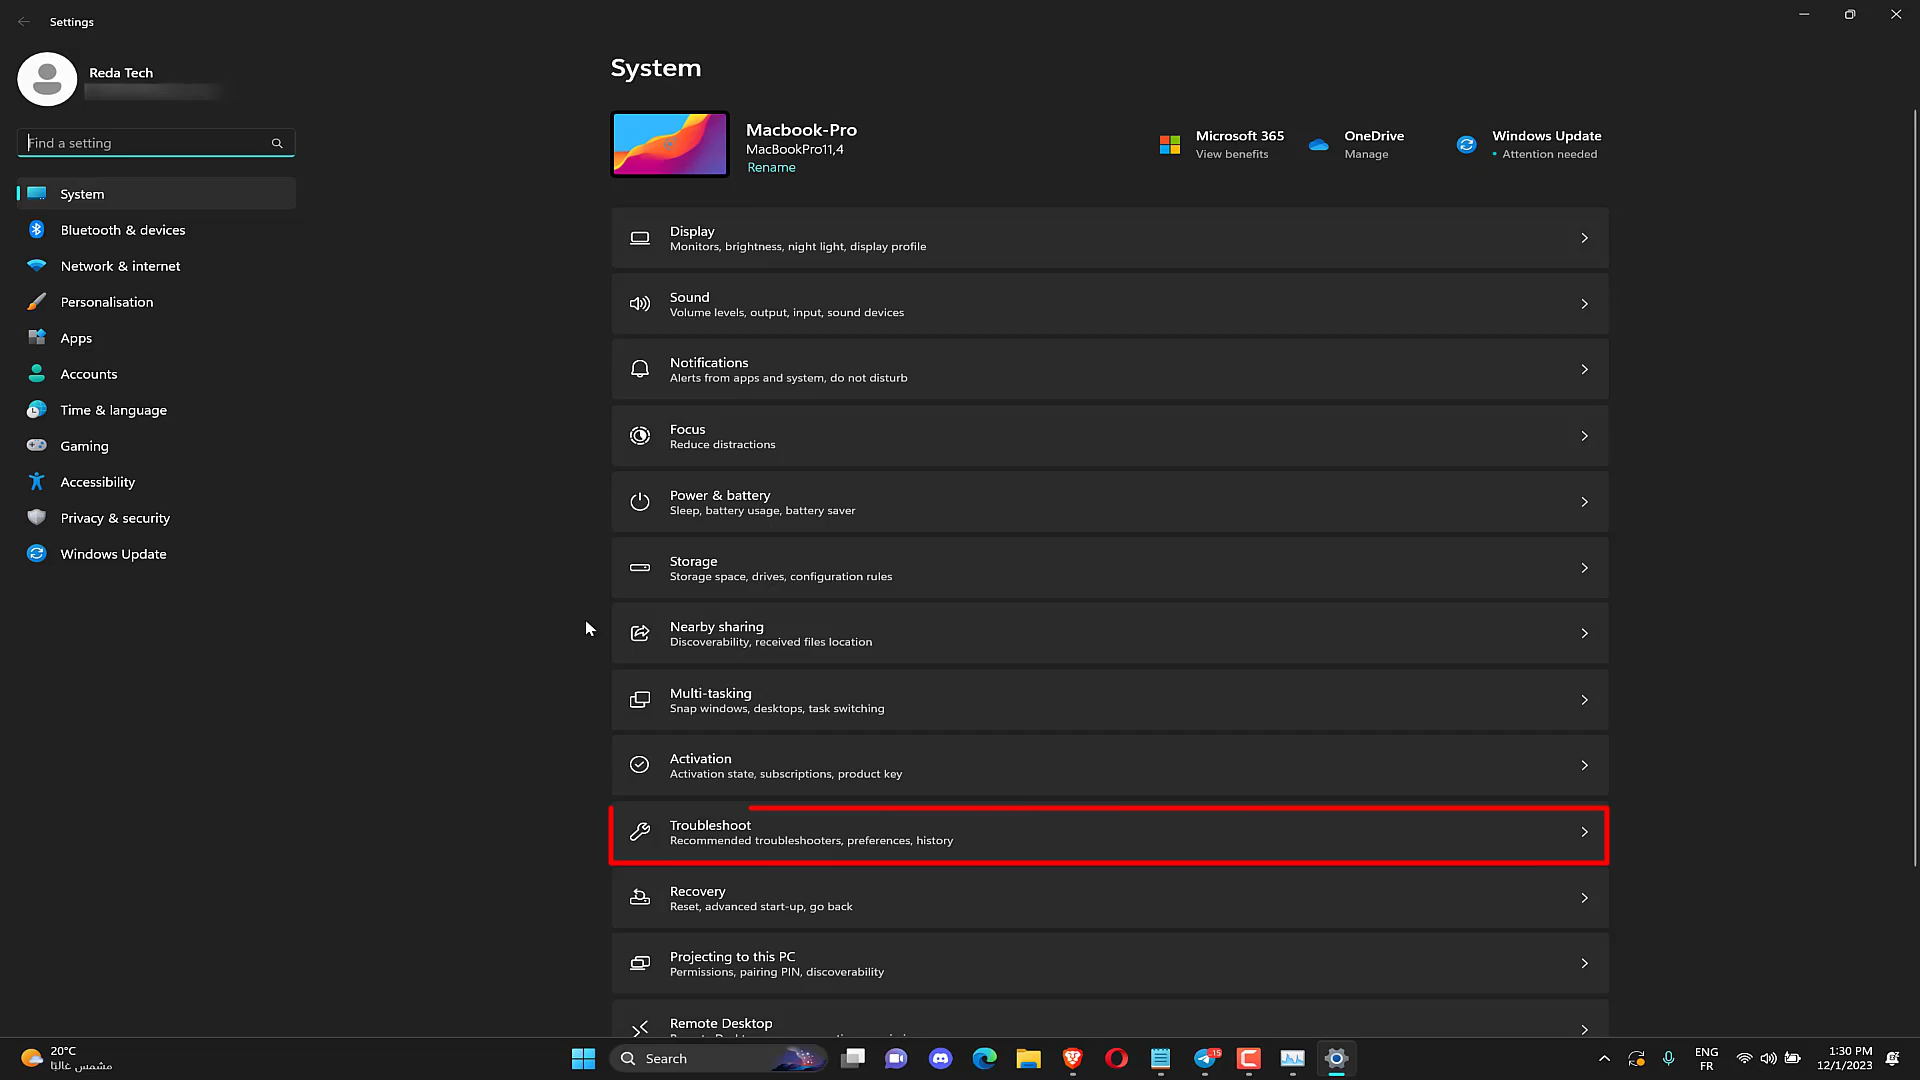 Settings
Reda Tech
Find a setting
System
Bluetooth & devices
Network & internet
Personalisation
Apps
Accounts
Time & language
Gaming
Accessibility
Privacy & security
Windows Update
System
Macbook-Pro
MacBookPro11,4
Rename
Microsoft 365
View benefits
OneDrive
Manage
Windows Update
• Attention needed
Display
Monitors, brightness, night light, display profile
Sound
Volume levels, output, input, sound devices
Notifications
Alerts from apps and system, do not disturb
Focus
Reduce distractions
Power & battery
Sleep, battery usage, battery saver
Storage
Storage space, drives, configuration rules
Nearby sharing
Discoverability, received files location
Multi-tasking
Snap windows, desktops, task switching
Activation
Activation state, subscriptions, product key
Troubleshoot
Recommended troubleshooters, preferences, history
Recovery
Reset, advanced start-up, go back
Projecting to this PC
Permissions, pairing PIN, discoverability
Remote Desktop
20°C
مشمس غالبًا
Search
15
ENG
FR
1:30 PM
12/1/2023